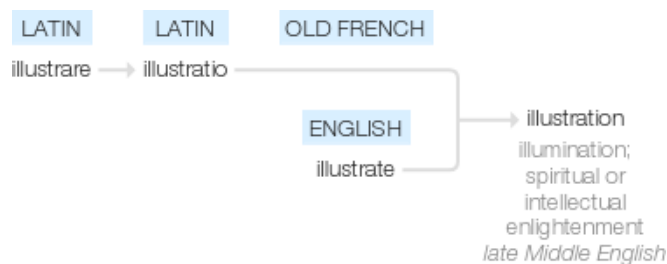 LATIN LATIN OLD FRENCH
illustrare illustratio
ENGLISH
illustrate
illustration
illumination;
spiritual or
intellectual
enlightenment
late Middle English